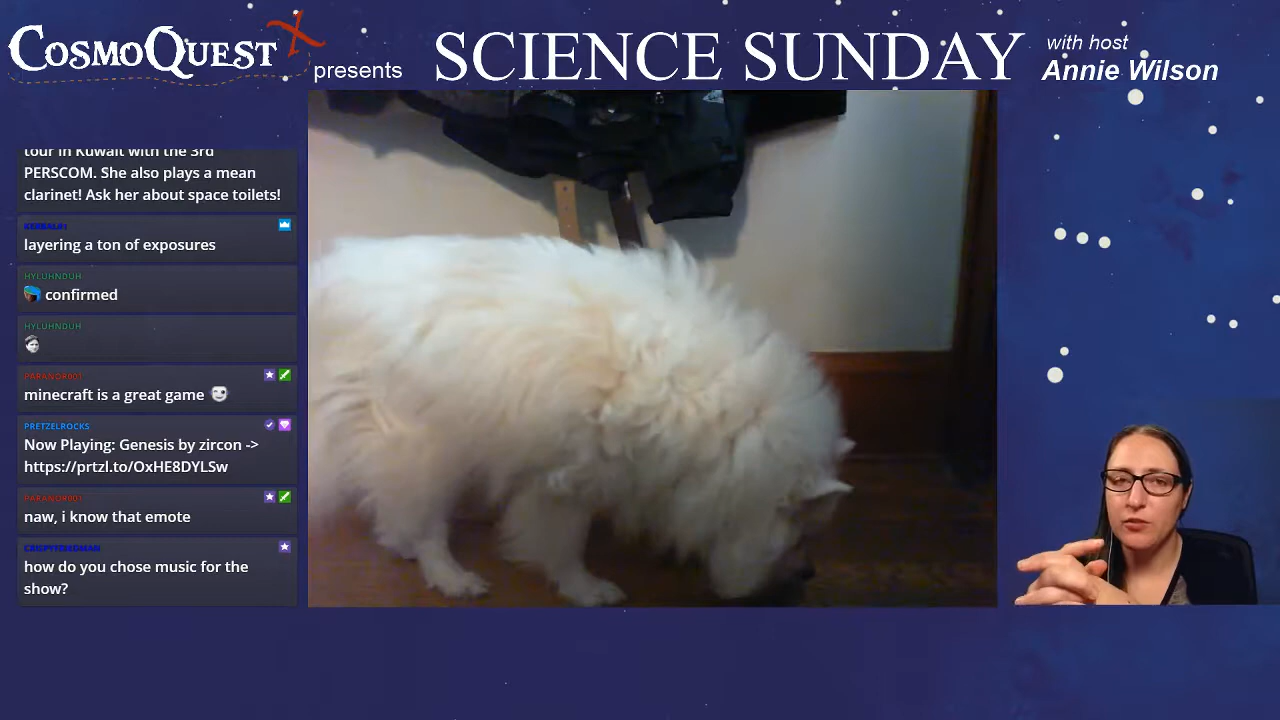 COSMOQUEST X
presents
SCIENCE SUNDAY
with host
Annie Wilson
tour in Kuwait with the 3rd
PERSCOM. She also plays a mean
clarinet! Ask her about space toilets!
layering a ton of exposures
HYLUHNDUH
confirmed
HYLUHNDUH
PARANOR001
minecraft is a great game
PRETZELROCKS
Now Playing: Genesis by zircon ->
https://prtzl.to/OxHE8DYLSw
PARANOR001
naw, i know that emote
how do you chose music for the
show?